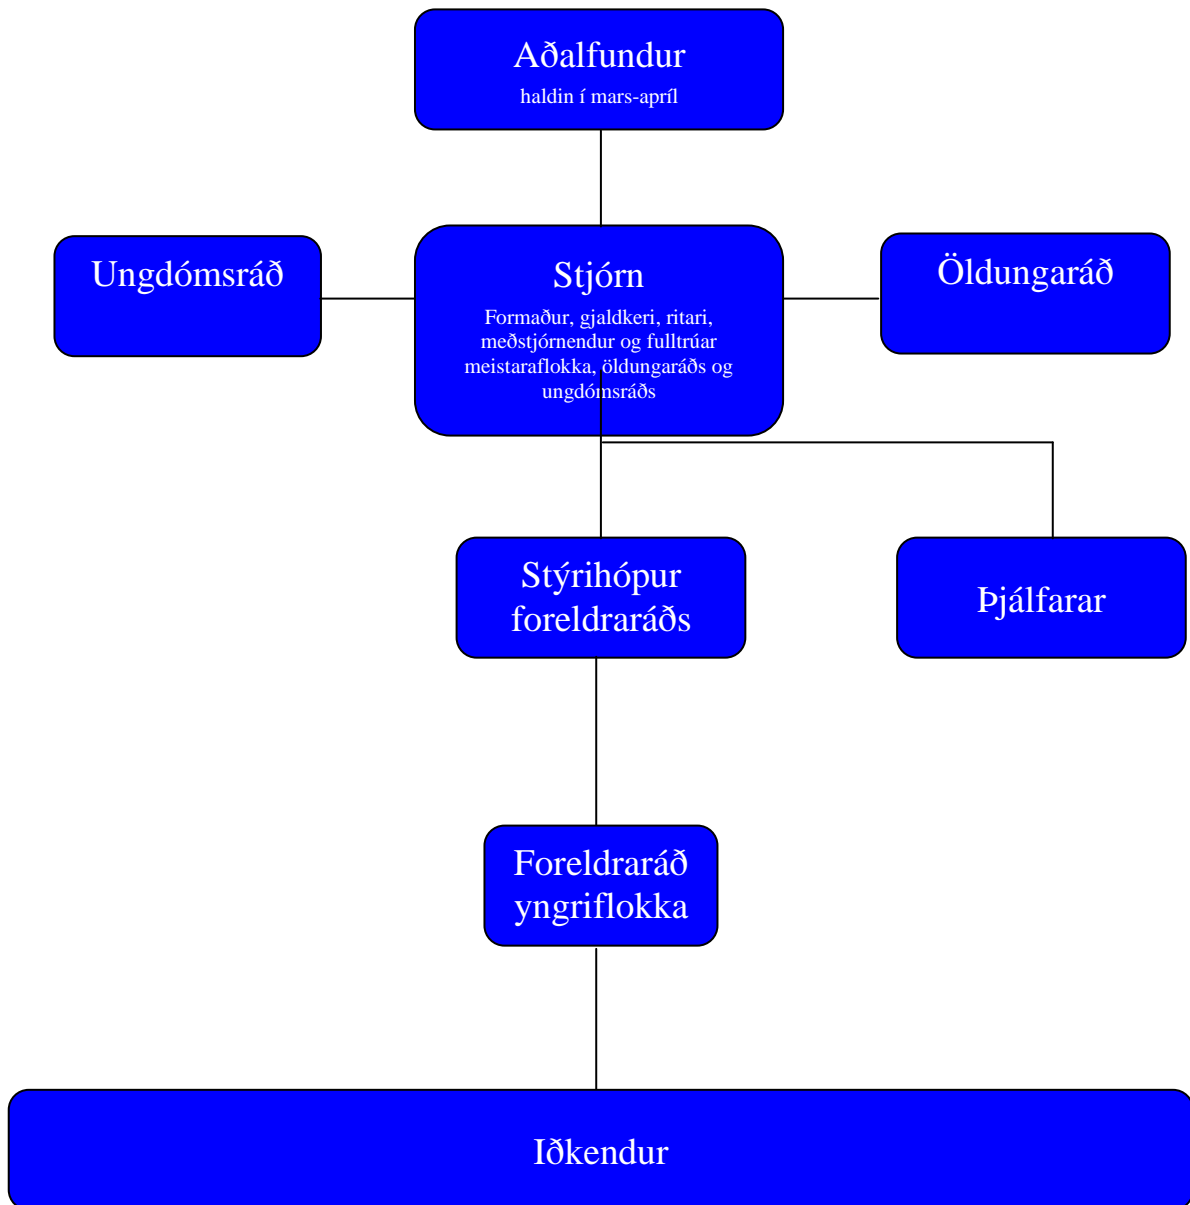 Aðalfundur
haldin í mars-apríl
Ungdómsráð
Stjórn
Formaður, gjaldkeri, ritari,
meðstjórnendur og fulltrúar
meistaraflokka, öldungaráðs og
ungdómsráðs
Öldungaráð
Stýrihópur
foreldraráðs
Þjálfarar
Foreldraráð
yngriflokka
Iðkendur